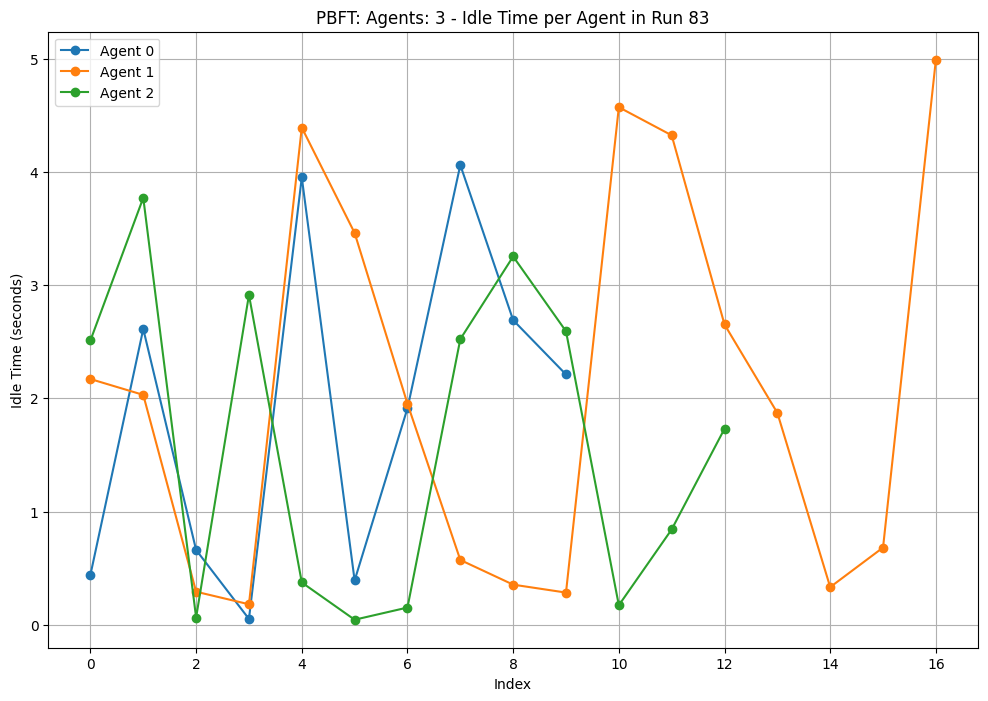 PBFT: Agents: 3 - Idle Time per Agent in Run 83
Agent 0
Agent 1
Agent 2
Idle Time (seconds)
5
4
3
2
1
0
0 2 4 6 8 10 12 14 16
Index